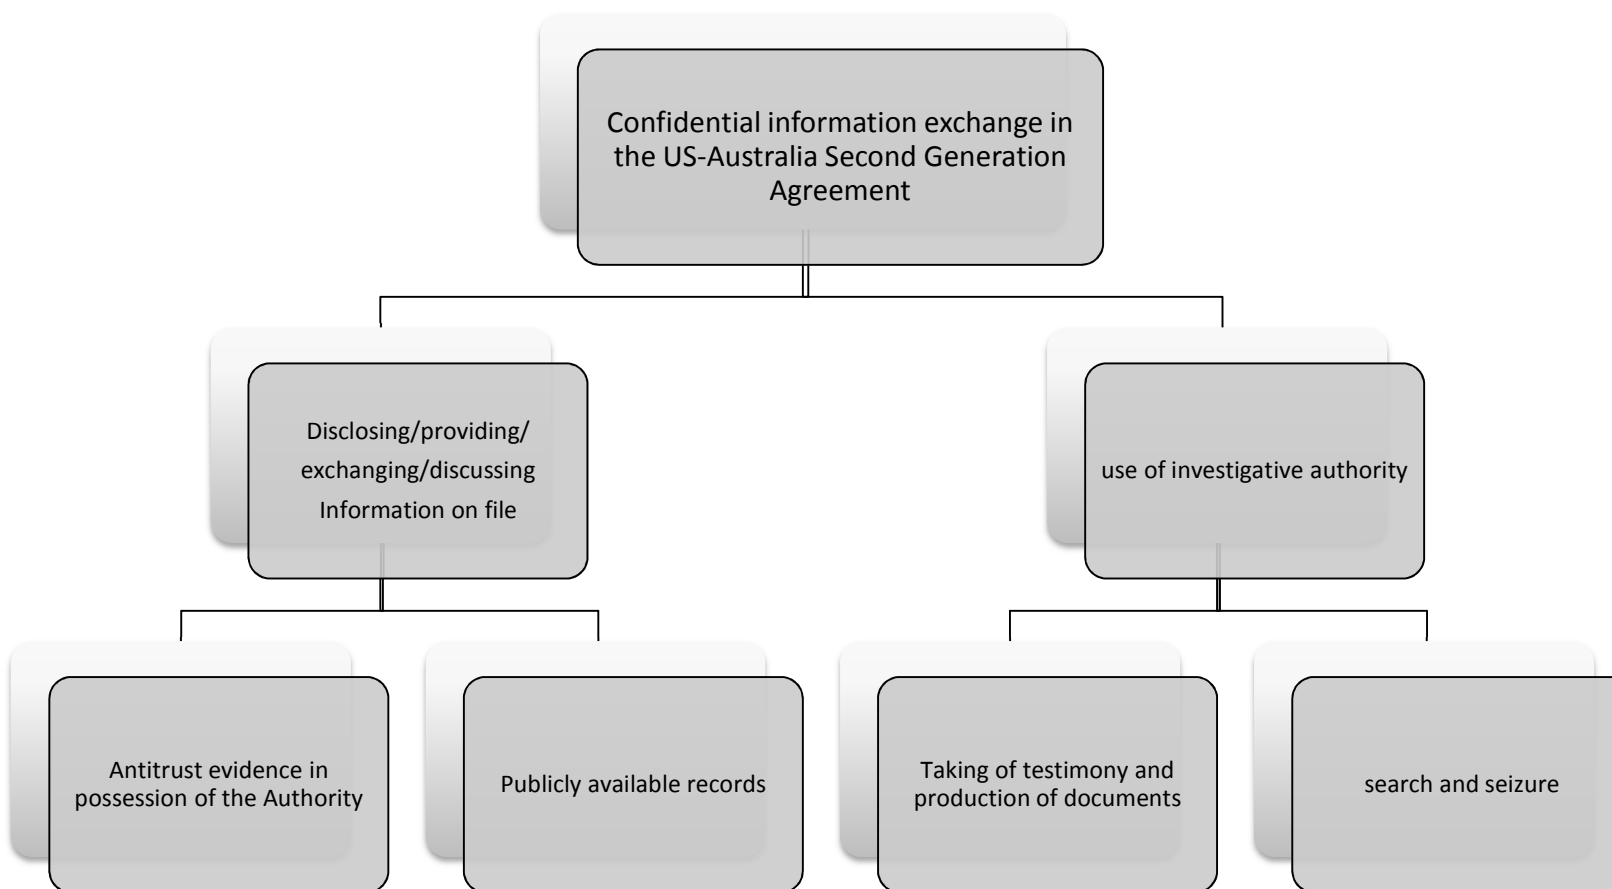 Confidential information exchange in
the US-Australia Second Generation
Agreement
Disclosing/providing/
exchanging/discussing
Information on file
use of investigative authority
Antitrust evidence in
possession of the Authority
Publicly available records
Taking of testimony and
production of documents
search and seizure